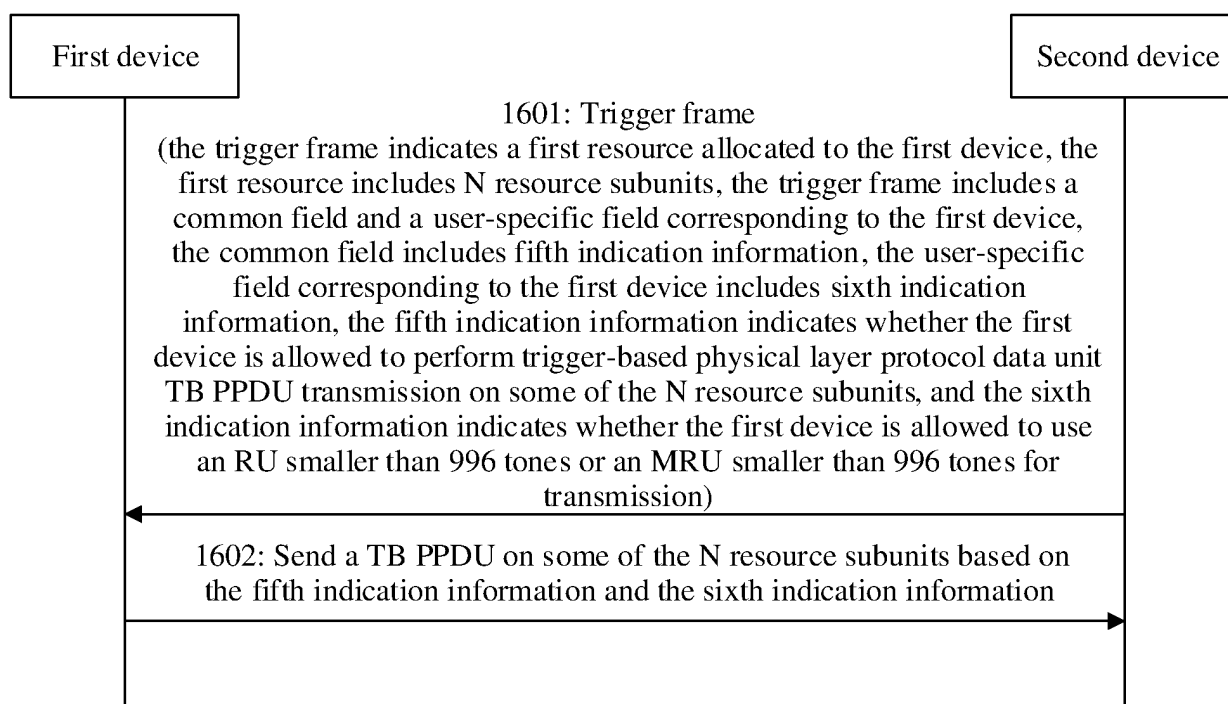 First device
Second device
1601: Trigger frame
(the trigger frame indicates a first resource allocated to the first device, the
first resource includes N resource subunits, the trigger frame includes a
common field and a user-specific field corresponding to the first device,
the common field includes fifth indication information, the user-specific
field corresponding to the first device includes sixth indication
information, the fifth indication information indicates whether the first
device is allowed to perform trigger-based physical layer protocol data unit
TB PPDU transmission on some of the N resource subunits, and the sixth
indication information indicates whether the first device is allowed to use
an RU smaller than 996 tones or an MRU smaller than 996 tones for
transmission)
1602: Send a TB PPDU on some of the N resource subunits based on
the fifth indication information and the sixth indication information